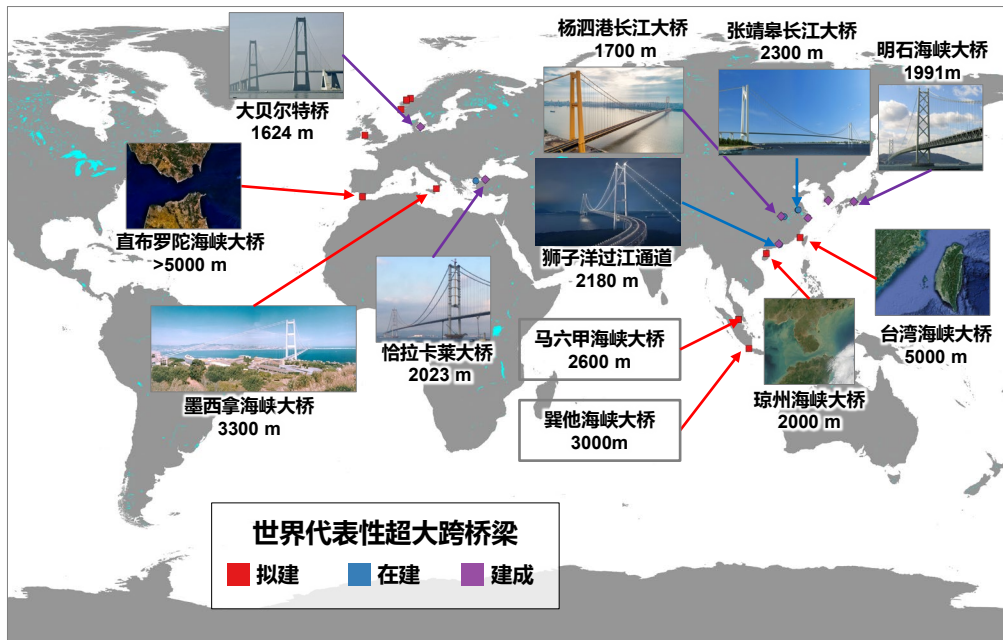 杨泗港长江大桥
1700 m
张靖皋长江大桥
2300 m
明石海峡大桥
1991m
大贝尔特桥
1624 m
直布罗陀海峡大桥
>5000 m
狮子洋过江通道
2180 m
恰拉卡莱大桥
2023 m
墨西拿海峡大桥
3300 m
马六甲海峡大桥
2600 m
巽他海峡大桥
3000m
琼州海峡大桥
2000 m
台湾海峡大桥
5000 m
世界代表性超大跨桥梁
拟建
在建
建成